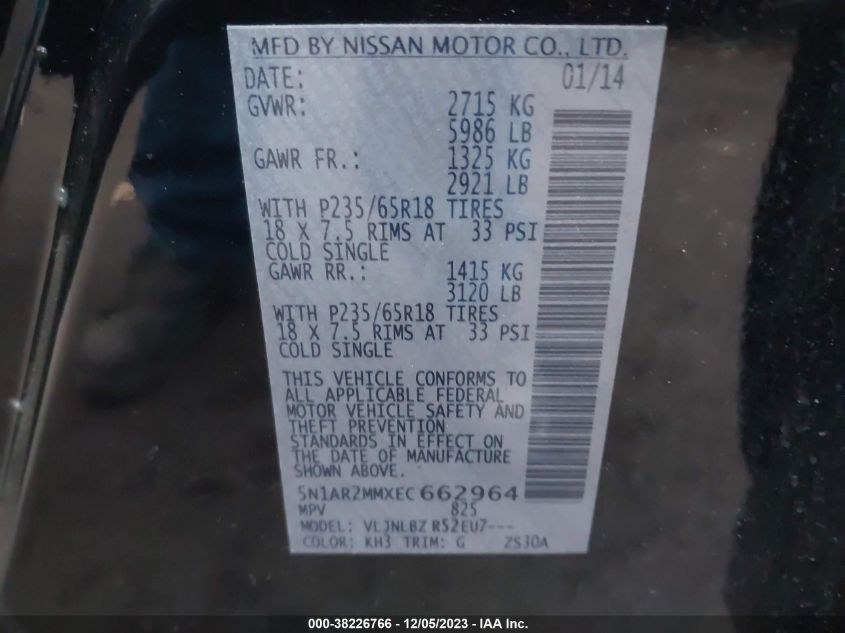 MFD BY NISSAN MOTOR CO., LTD.
DATE: 01/14
GVWR: 2715 KG
5986 LB
GAWR FR.: 1325 KG
2921 LB
WITH P235/65R18 TIRES
18 X 7.5 RIMS AT 33 PSI
COLD SINGLE
GAWR RR.: 1415 KG
3120 LB
WITH P235/65R18 TIRES
18 X 7.5 RIMS AT 33 PSI
COLD SINGLE
THIS VEHICLE CONFORMS TO
ALL APPLICABLE FEDERAL
MOTOR VEHICLE SAFETY AND
THEFT PREVENTION
STANDARDS IN EFFECT ON
THE DATE OF MANUFACTURE
SHOWN ABOVE.
5N1AR2MMXEC662964
MPV 825
MODEL: VLJNLBZ R52EU7---
COLOR: KH3 TRIM: G ZS30A
000-38226766 - 12/05/2023 - IAA Inc.